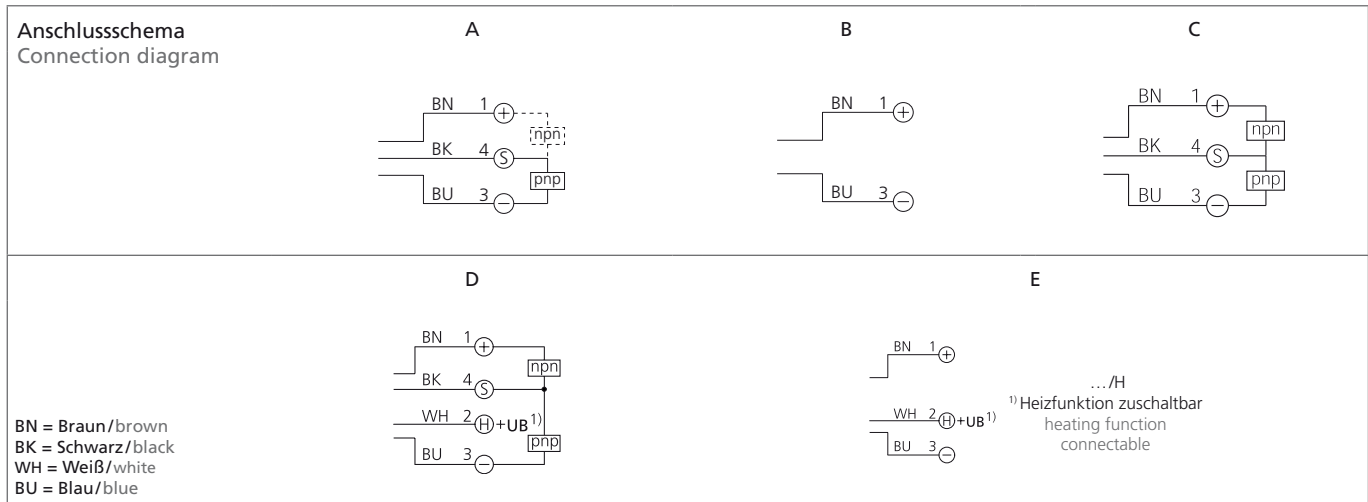 Anschlussschema
Connection diagram
A
BN 1 +
npn
BK 4 S
pnp
BU 3 −
B
BN 1 +
BU 3 −
C
BN 1 +
npn
BK 4 S
pnp
BU 3 −
BN = Braun/brown
BK = Schwarz/black
WH = Weiß/white
BU = Blau/blue
D
BN 1 +
npn
BK 4 S
WH 2 H +UB 1)
pnp
BU 3 −
E
BN 1 +
WH 2 H +UB 1)
BU 3 −
.../H
1) Heizfunktion zuschaltbar
heating function
connectable